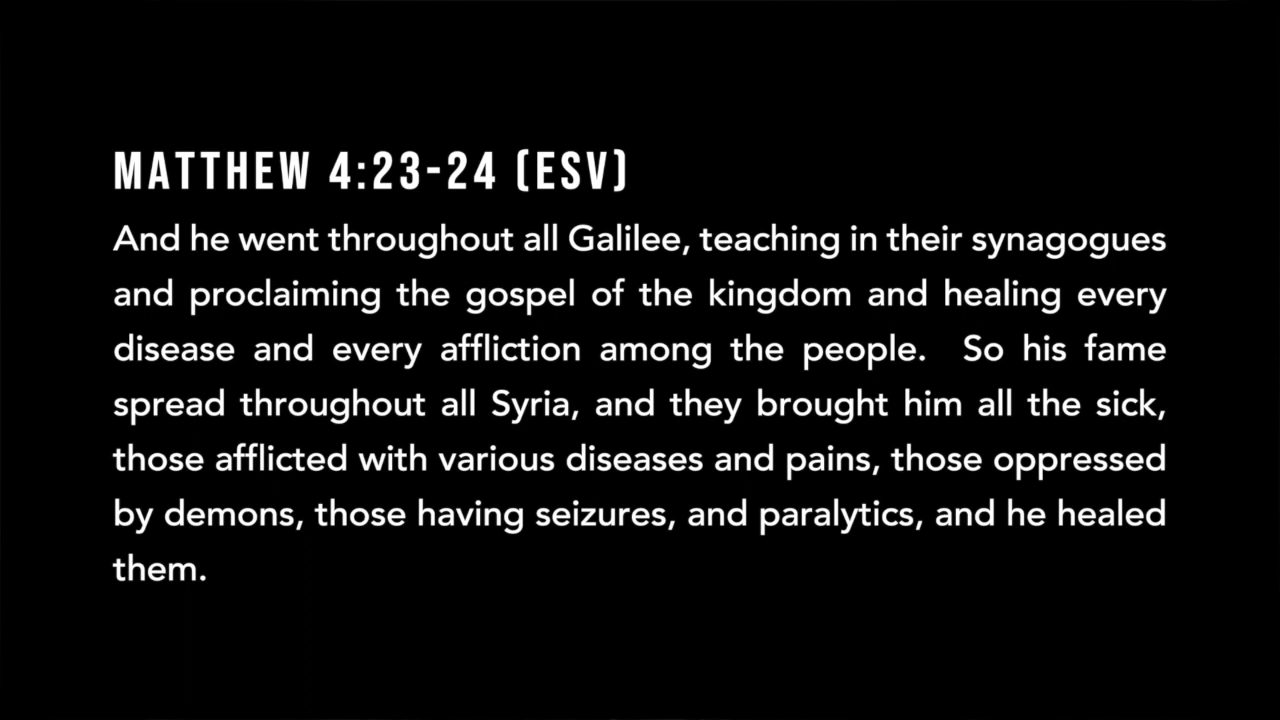 MATTHEW 4:23-24 (ESV)
And he went throughout all Galilee, teaching in their synagogues
and proclaiming the gospel of the kingdom and healing every
disease and every affliction among the people.  So his fame
spread throughout all Syria, and they brought him all the sick,
those afflicted with various diseases and pains, those oppressed
by demons, those having seizures, and paralytics, and he healed
them.